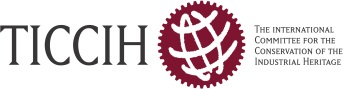 TICCIH
The International
Committee for the
Conservation of the
Industrial Heritage